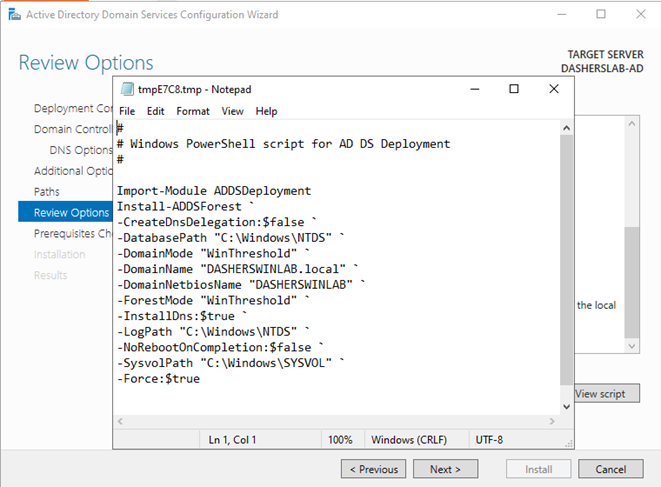 Active Directory Domain Services Configuration Wizard
Review Options
TARGET SERVER
DASHERSLAB-AD
Deployment
Domain
DNS Options
Additional
Paths
Review Options
Prerequisites
Installation
Results
tmpE7C8.tmp - Notepad
File Edit Format View Help
#
# Windows PowerShell script for AD DS Deployment
#
Import-Module ADDSDeployment
Install-ADDSForest `
-CreateDnsDelegation:$false `
-DatabasePath "C:\Windows\NTDS" `
-DomainMode "WinThreshold" `
-DomainName "DASHERSWINLAB.local" `
-DomainNetbiosName "DASHERSWINLAB" `
-ForestMode "WinThreshold" `
-InstallDns:$true `
-LogPath "C:\Windows\NTDS" `
-NoRebootOnCompletion:$false `
-SysvolPath "C:\Windows\SYSVOL" `
-Force:$true
Ln 1, Col 1 100% Windows (CRLF) UTF-8
the local
View script
< Previous Next > Install Cancel